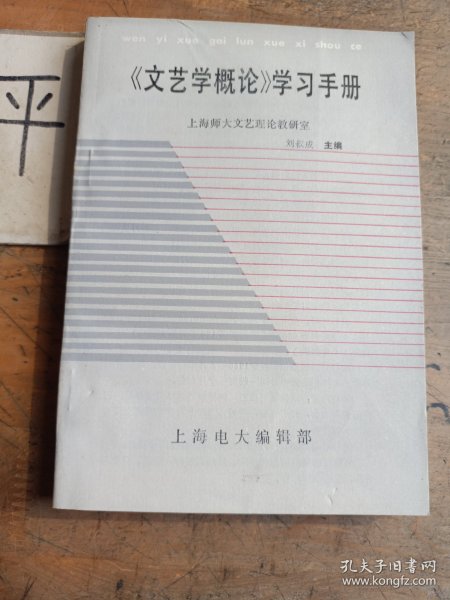 wen yi xue gai lun xue xi shou ce
《文艺学概论》学习手册
上海师大文艺理论教研室
刘叔成 主编
上海电大编辑部
平
孔夫子旧书网
www.kongfz.com